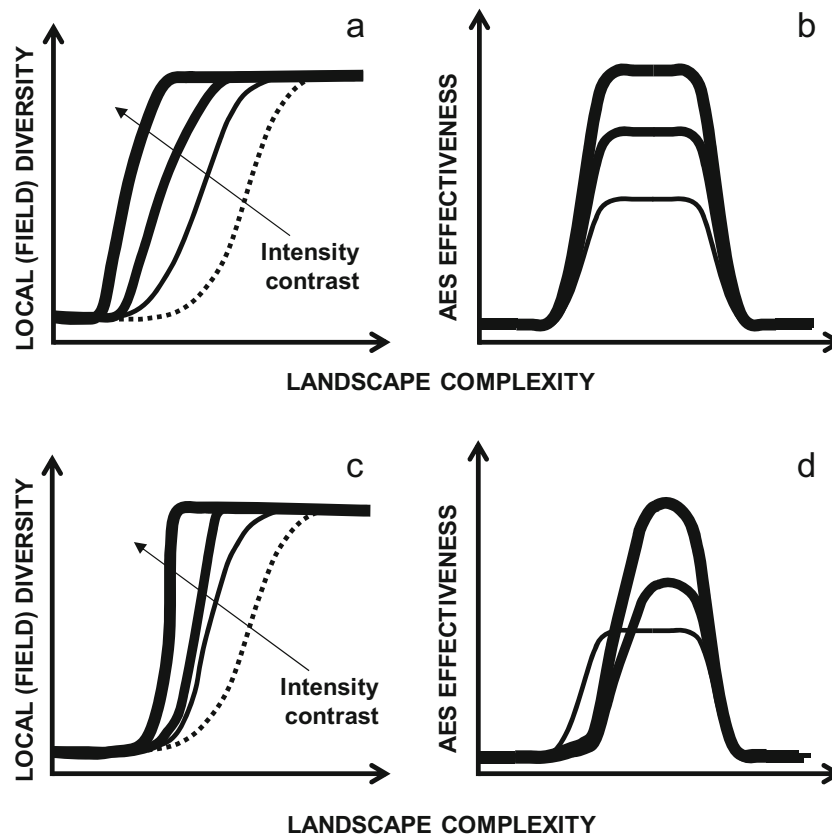 a
b
LOCAL (FIELD) DIVERSITY
Intensity
contrast
AES EFFECTIVENESS
LANDSCAPE COMPLEXITY
c
d
LOCAL (FIELD) DIVERSITY
Intensity
contrast
AES EFFECTIVENESS
LANDSCAPE COMPLEXITY